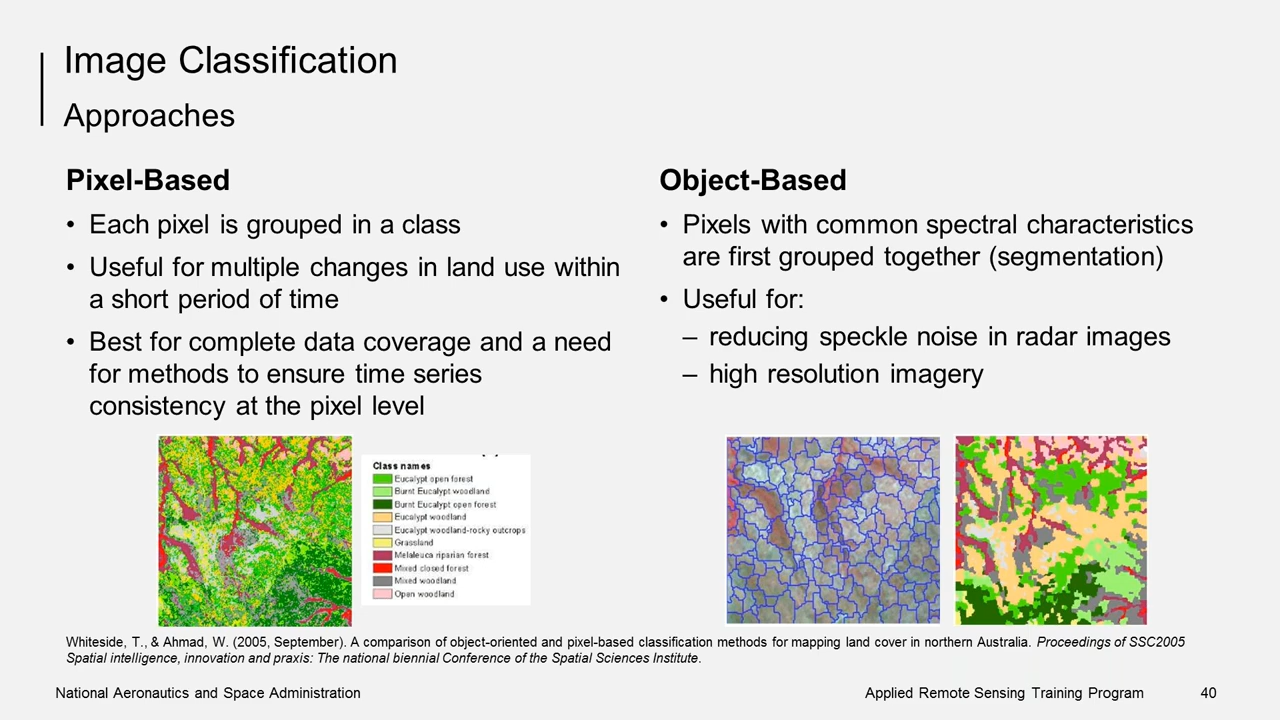 Image Classification
Approaches
Pixel-Based
• Each pixel is grouped in a class
• Useful for multiple changes in land use within
a short period of time
• Best for complete data coverage and a need
for methods to ensure time series
consistency at the pixel level
Object-Based
• Pixels with common spectral characteristics
are first grouped together (segmentation)
• Useful for:
– reducing speckle noise in radar images
– high resolution imagery
Class names
Eucalypt open forest
Burnt Eucalypt woodland
Burnt Eucalypt open forest
Eucalypt woodland
Eucalypt woodland-rocky outcrops
Grassland
Melaleuca riparian forest
Mixed closed forest
Mixed woodland
Open woodland
Whiteside, T., & Ahmad, W. (2005, September). A comparison of object-oriented and pixel-based classification methods for mapping land cover in northern Australia. Proceedings of SSC2005
Spatial intelligence, innovation and praxis: The national biennial Conference of the Spatial Sciences Institute.
National Aeronautics and Space Administration
Applied Remote Sensing Training Program
40